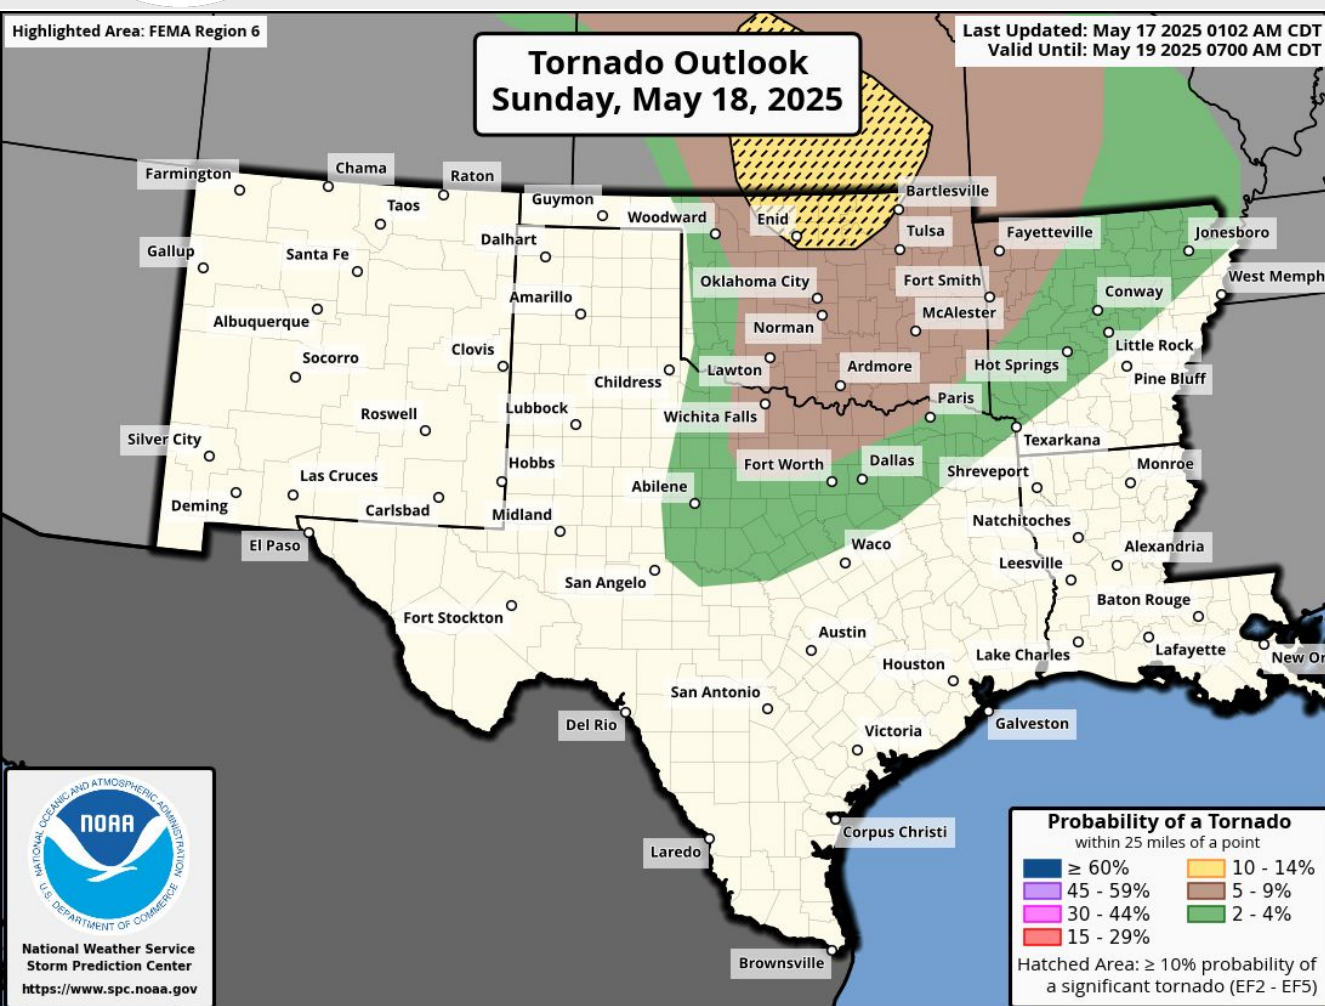 Highlighted Area: FEMA Region 6
Last Updated: May 17 2025 0102 AM CDT
Valid Until: May 19 2025 0700 AM CDT
Tornado Outlook
Sunday, May 18, 2025
Farmington
Chama
Raton
Taos
Guymon
Woodward
Enid
Bartlesville
Gallup
Santa Fe
Dalhart
Tulsa
Fayetteville
Jonesboro
Albuquerque
Amarillo
Oklahoma City
Fort Smith
Conway
West Memph
Norman
McAlester
Socorro
Clovis
Childress
Lawton
Ardmore
Hot Springs
Little Rock
Pine Bluff
Roswell
Lubbock
Wichita Falls
Paris
Texarkana
Silver City
Las Cruces
Hobbs
Abilene
Fort Worth
Dallas
Shreveport
Monroe
Deming
Carlsbad
Midland
Natchitoches
El Paso
San Angelo
Waco
Leesville
Alexandria
Fort Stockton
Austin
Baton Rouge
Houston
Lake Charles
Lafayette
New Or
San Antonio
Del Rio
Victoria
Galveston
Laredo
Corpus Christi
Brownsville
NATIONAL OCEANIC AND ATMOSPHERIC ADMINISTRATION
NOAA
U.S. DEPARTMENT OF COMMERCE
National Weather Service
Storm Prediction Center
https://www.spc.noaa.gov
Probability of a Tornado
within 25 miles of a point
≥ 60%
45 - 59%
30 - 44%
15 - 29%
10 - 14%
5 - 9%
2 - 4%
Hatched Area: ≥ 10% probability of
a significant tornado (EF2 - EF5)